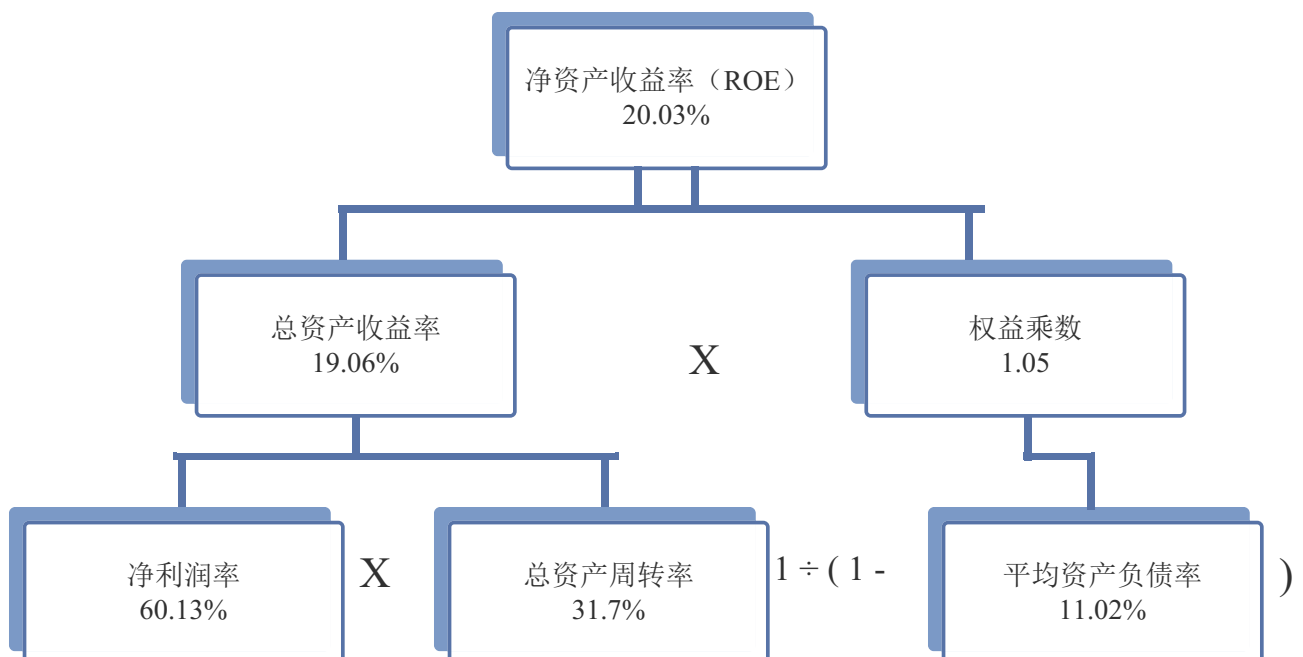 净资产收益率（ROE）
20.03%
总资产收益率
19.06%
X
权益乘数
1.05
净利润率
60.13%
X
总资产周转率
31.7%
1 ÷ ( 1 -
平均资产负债率
11.02%
)